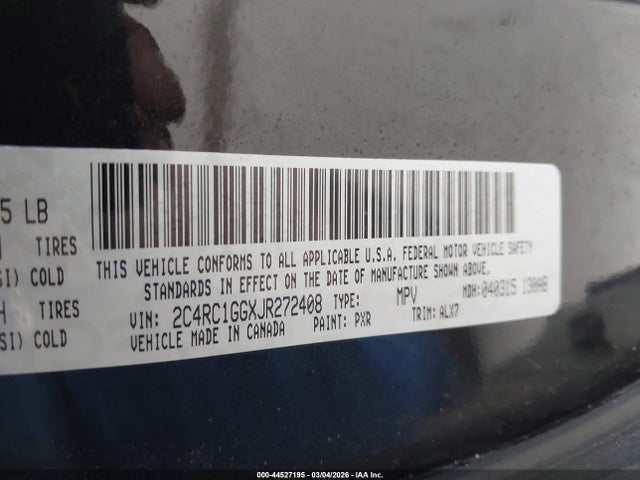 5 LB
TIRES
SI) COLD
H TIRES
SI) COLD
THIS VEHICLE CONFORMS TO ALL APPLICABLE U.S.A. FEDERAL MOTOR VEHICLE SAFETY
STANDARDS IN EFFECT ON THE DATE OF MANUFACTURE SHOWN ABOVE.
VIN: 2C4RC1GGXJR272408 TYPE: MPV MDH: 040315 130AB
VEHICLE MADE IN CANADA PAINT: PXR TRIM: ALX7
000-44527195 - 03/04/2026 - IAA Inc.